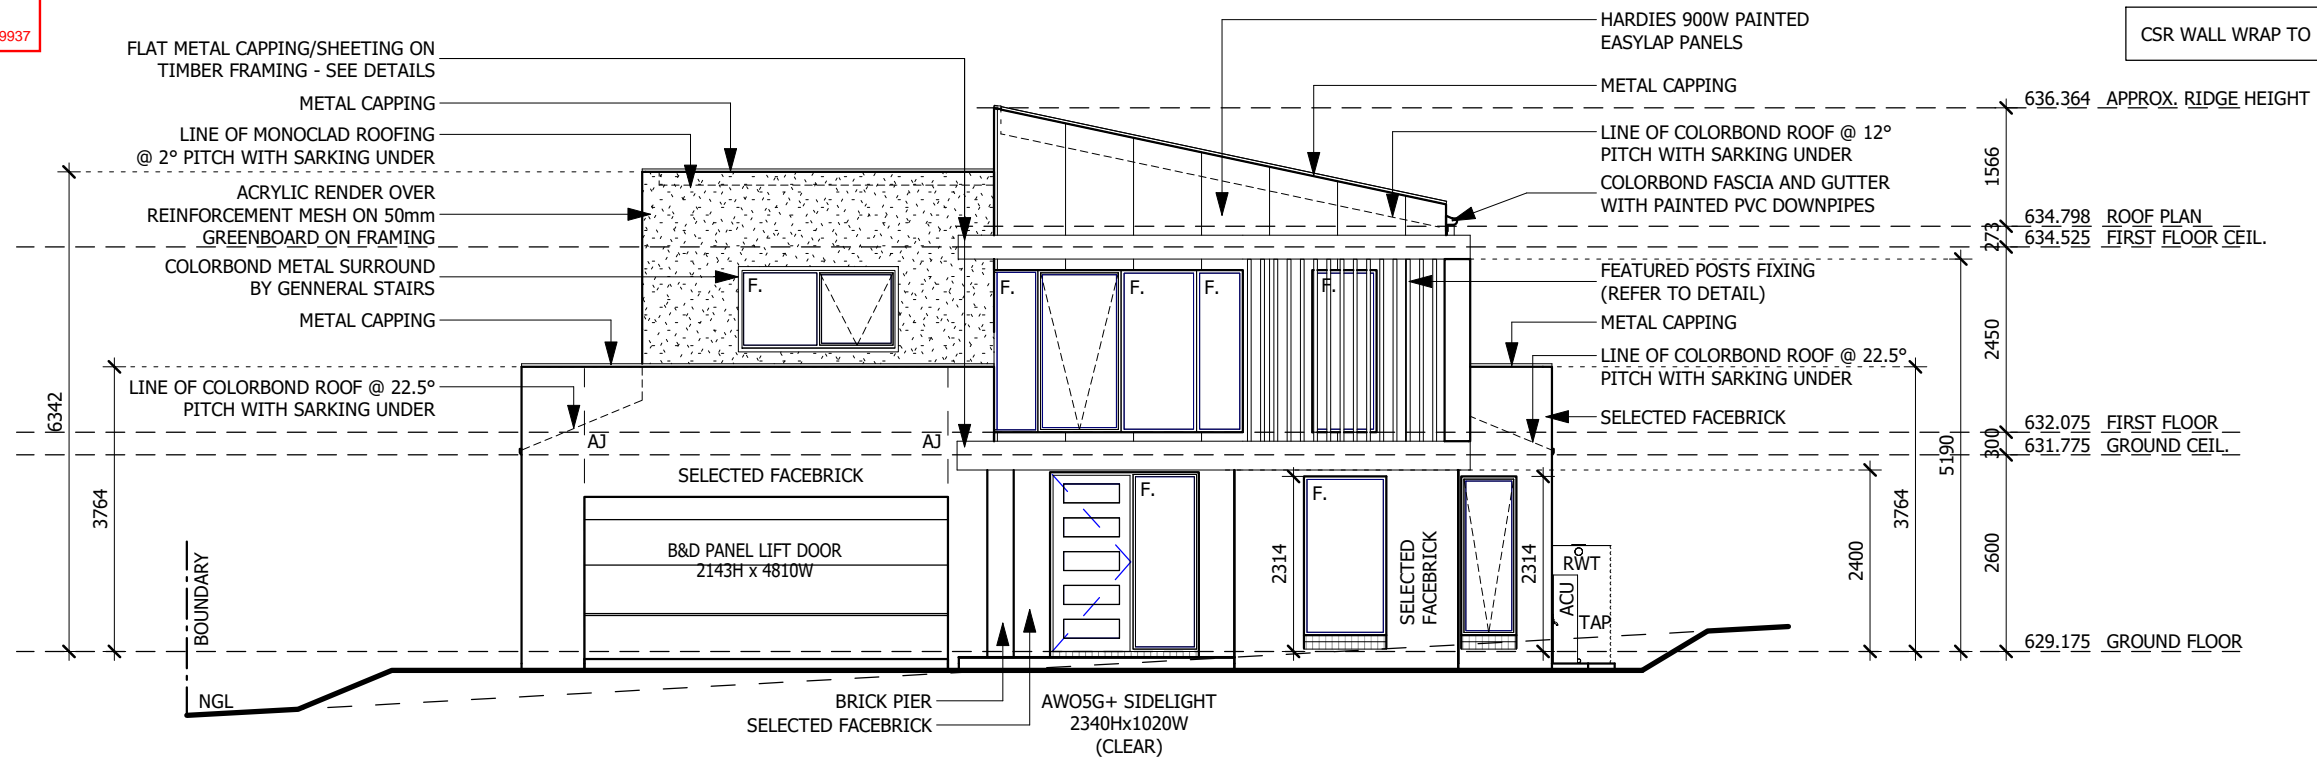 9937
FLAT METAL CAPPING/SHEETING ON
TIMBER FRAMING - SEE DETAILS
METAL CAPPING
LINE OF MONOCLAD ROOFING
@ 2° PITCH WITH SARKING UNDER
ACRYLIC RENDER OVER
REINFORCEMENT MESH ON 50mm
GREENBOARD ON FRAMING
COLORBOND METAL SURROUND
BY GENNERAL STAIRS
METAL CAPPING
LINE OF COLORBOND ROOF @ 22.5°
PITCH WITH SARKING UNDER
6342
3764
BOUNDARY
NGL
F.
F.
F.
F.
F.
AJ
AJ
SELECTED FACEBRICK
B&D PANEL LIFT DOOR
2143H x 4810W
F.
F.
2314
SELECTED
FACEBRICK
2314
BRICK PIER
SELECTED FACEBRICK
AWO5G+ SIDELIGHT
2340Hx1020W
(CLEAR)
RWT
ACU
TAP
HARDIES 900W PAINTED
EASYLAP PANELS
METAL CAPPING
LINE OF COLORBOND ROOF @ 12°
PITCH WITH SARKING UNDER
COLORBOND FASCIA AND GUTTER
WITH PAINTED PVC DOWNPIPES
FEATURED POSTS FIXING
(REFER TO DETAIL)
METAL CAPPING
LINE OF COLORBOND ROOF @ 22.5°
PITCH WITH SARKING UNDER
SELECTED FACEBRICK
2400
3764
5190
1566
273
2450
300
2600
CSR WALL WRAP TO
636.364 APPROX. RIDGE HEIGHT
634.798 ROOF PLAN
634.525 FIRST FLOOR CEIL.
632.075 FIRST FLOOR
631.775 GROUND CEIL.
629.175 GROUND FLOOR